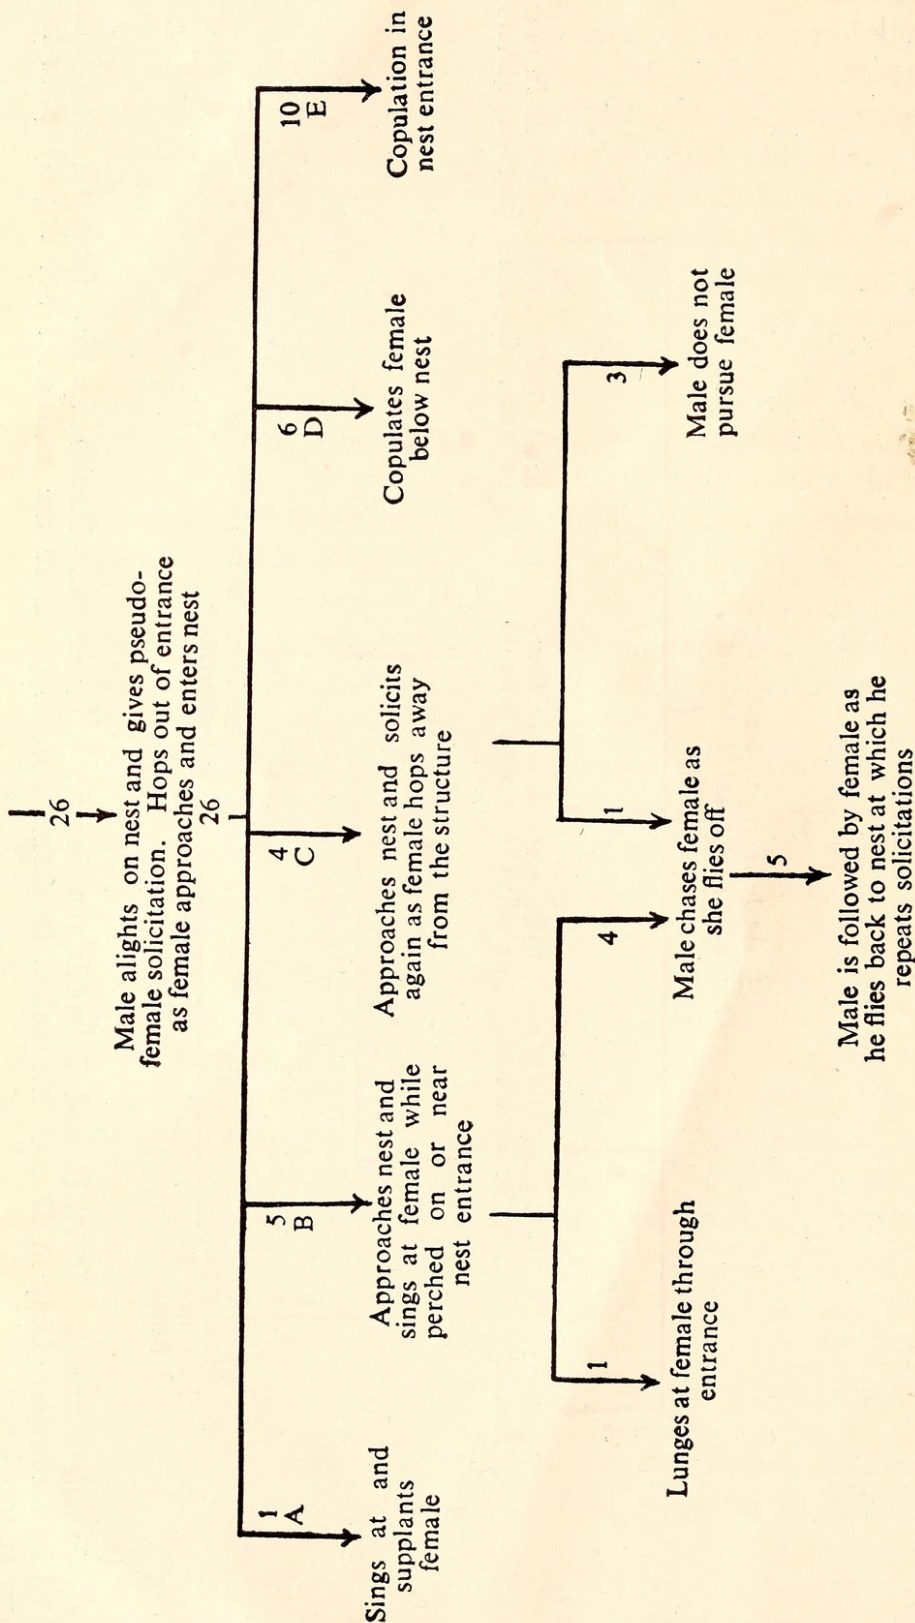 26
Male alights on nest and gives pseudo-
female solicitation. Hops out of entrance
as female approaches and enters nest
26
1
A
Sings at and
supplants
female
5
B
Approaches nest and
sings at female while
perched on or near
nest entrance
4
C
Approaches nest and solicits
again as female hops away
from the structure
6
D
Copulates female
below nest
10
E
Copulation in
nest entrance
1
Lunges at female through
entrance
4
1
Male chases female as
she flies off
3
Male does not
pursue female
5
Male is followed by female as
he flies back to nest at which he
repeats solicitations